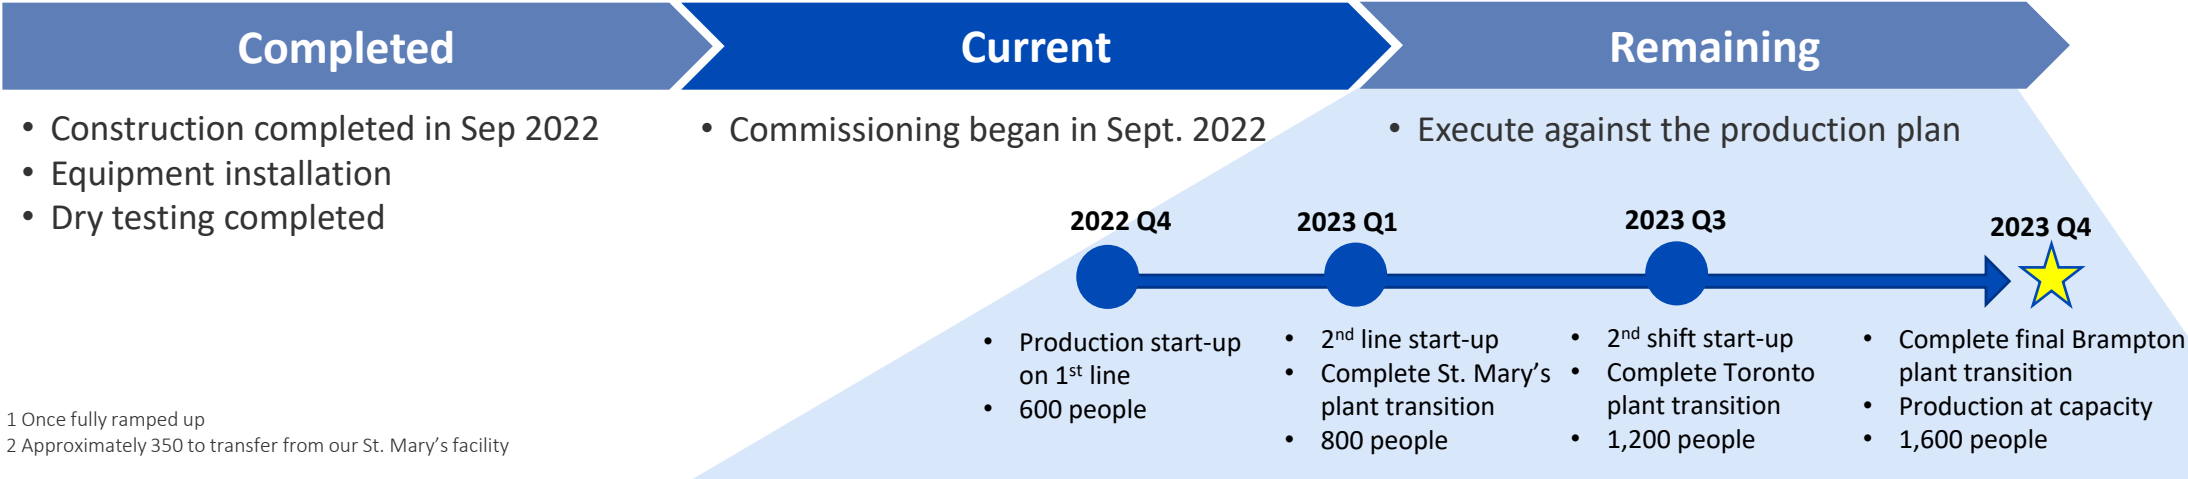 Completed
Current
Remaining
• Construction completed in Sep 2022
• Equipment installation
• Dry testing completed
• Commissioning began in Sept. 2022
• Execute against the production plan
2022 Q4
2023 Q1
2023 Q3
2023 Q4
• Production start-up
on 1st line
• 600 people
• 2nd line start-up
• Complete St. Mary’s
plant transition
• 800 people
• 2nd shift start-up
• Complete Toronto
plant transition
• 1,200 people
• Complete final Brampton
plant transition
• Production at capacity
• 1,600 people
1 Once fully ramped up
2 Approximately 350 to transfer from our St. Mary’s facility